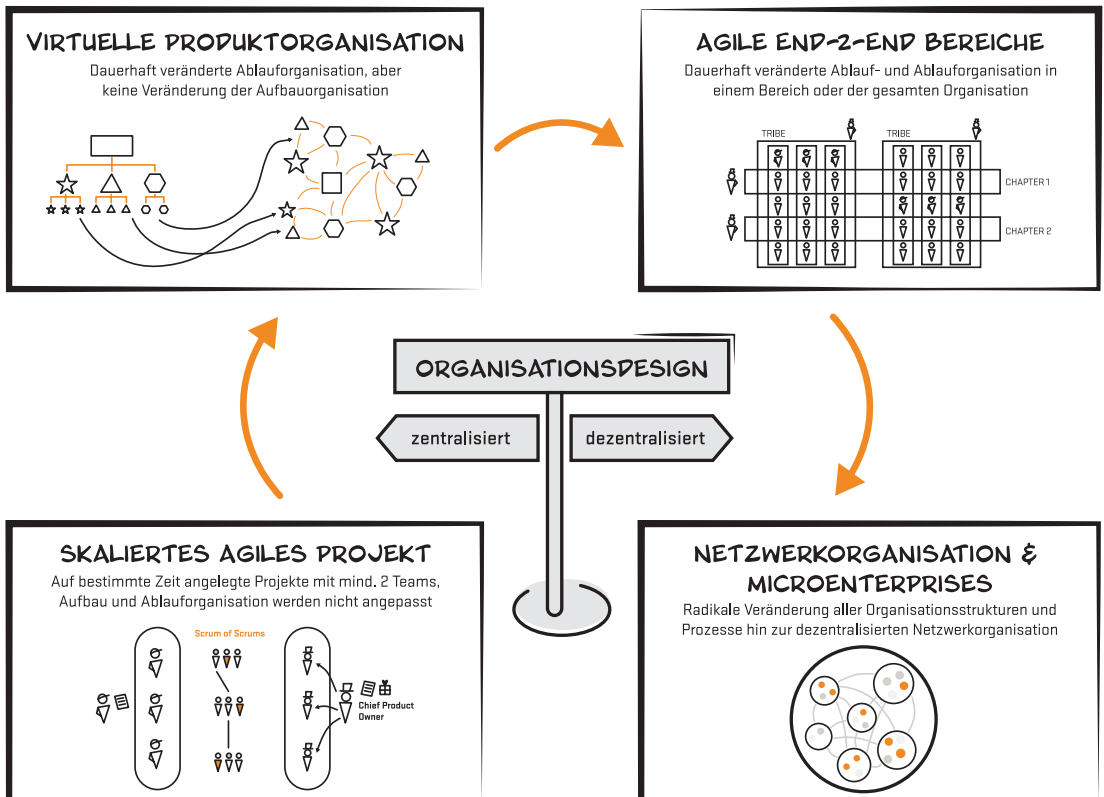 VIRTUELLE PRODUKTORGANISATION
Dauerhaft veränderte Ablauforganisation, aber
keine Veränderung der Aufbauorganisation
AGILE END-2-END BEREICHE
Dauerhaft veränderte Ablauf- und Ablauforganisation in
einem Bereich oder der gesamten Organisation
TRIBE
TRIBE
CHAPTER 1
CHAPTER 2
ORGANISATIONSDESIGN
zentralisiert
dezentralisiert
SKALIERTES AGILES PROJEKT
Auf bestimmte Zeit angelegte Projekte mit mind. 2 Teams,
Aufbau und Ablauforganisation werden nicht angepasst
Scrum of Scrums
Chief Product
Owner
NETZWERKORGANISATION &
MICROENTERPRISES
Radikale Veränderung aller Organisationsstrukturen und
Prozesse hin zur dezentralisierten Netzwerkorganisation